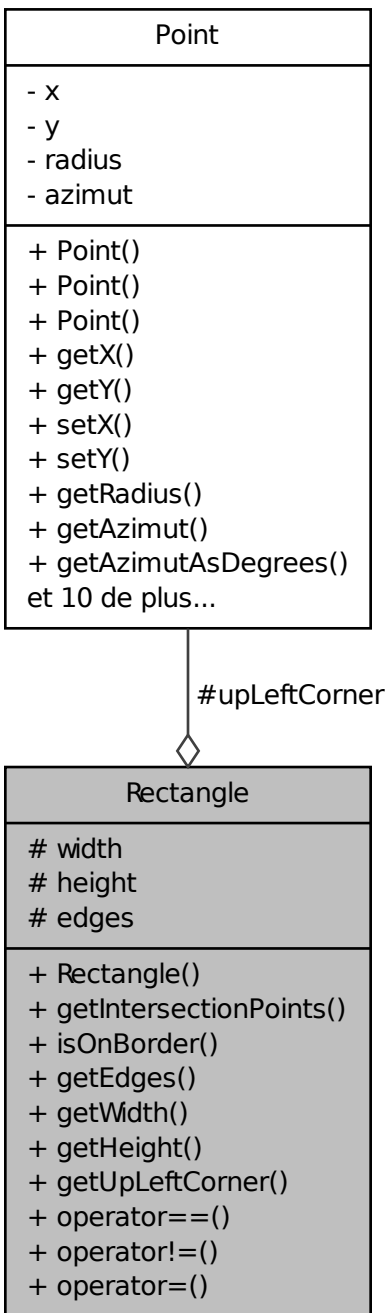 Point
- x
- y
- radius
- azimut
+ Point()
+ Point()
+ Point()
+ getX()
+ getY()
+ setX()
+ setY()
+ getRadius()
+ getAzimut()
+ getAzimutAsDegrees()
et 10 de plus...
#upLeftCorner
Rectangle
# width
# height
# edges
+ Rectangle()
+ getIntersectionPoints()
+ isOnBorder()
+ getEdges()
+ getWidth()
+ getHeight()
+ getUpLeftCorner()
+ operator==()
+ operator!=()
+ operator=()